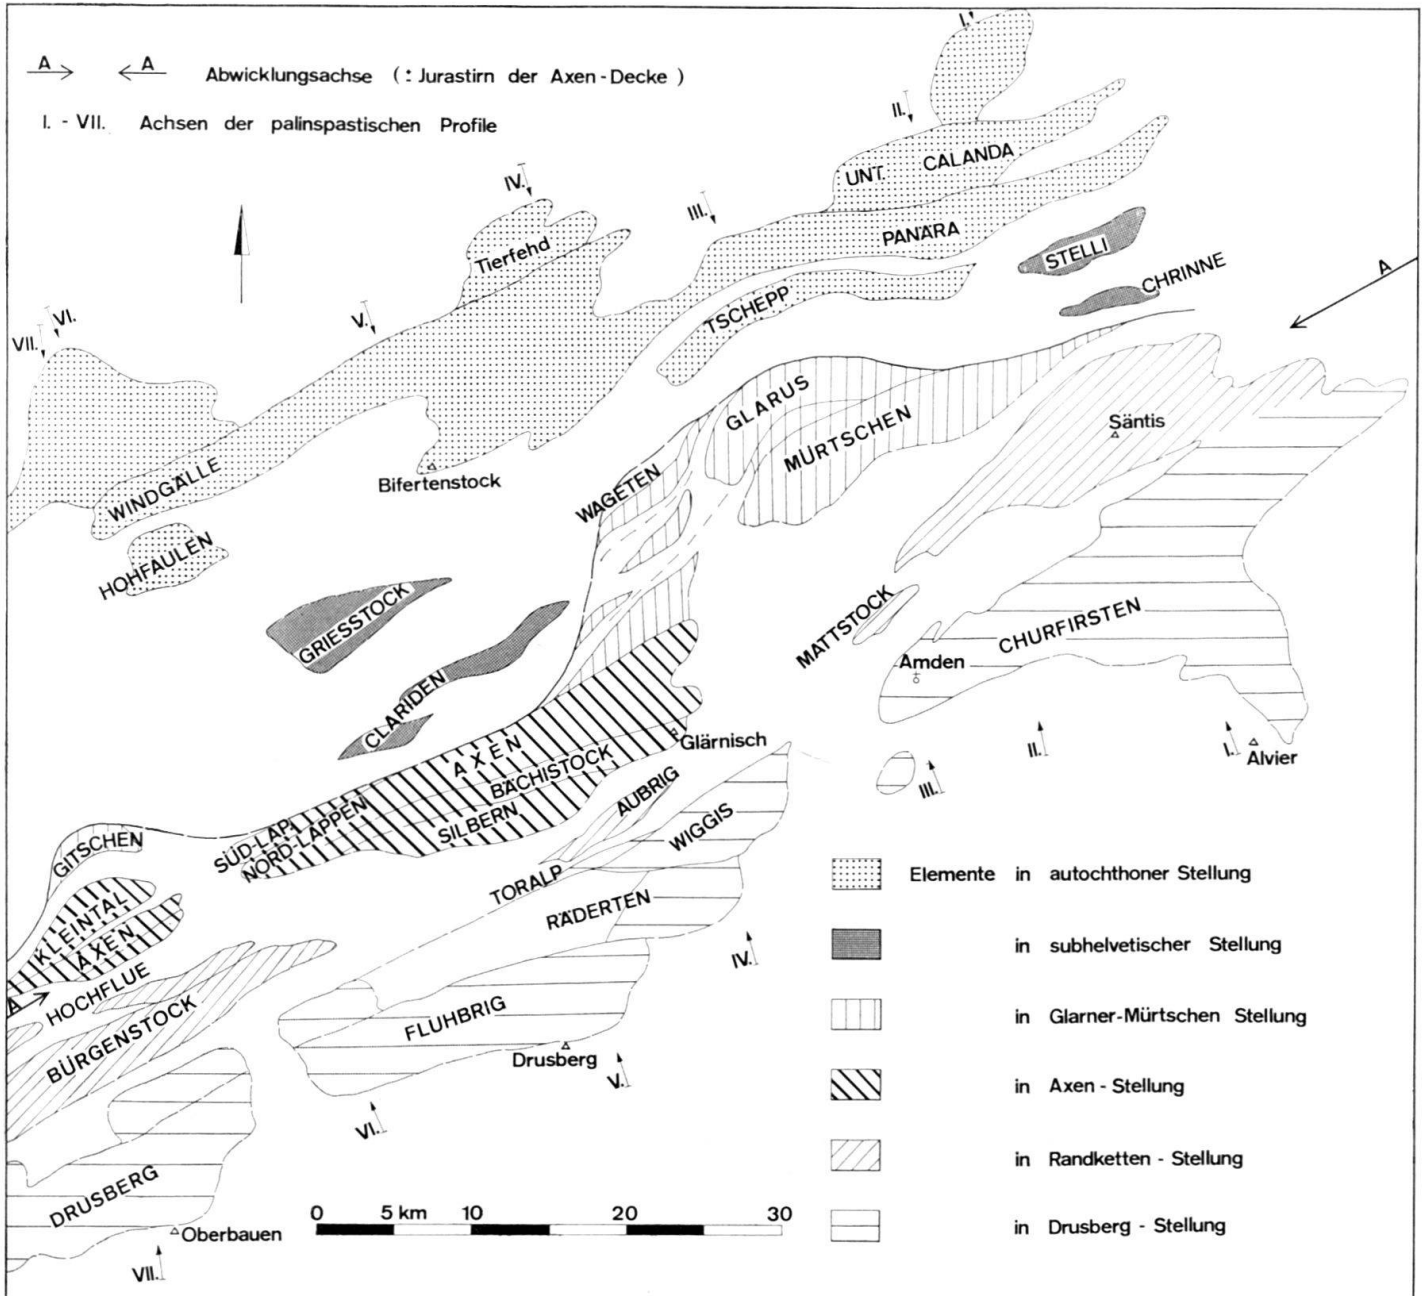 A A Abwicklungsachse (: Jurastirn der Axen-Decke)
I. - VII. Achsen der palinspastischen Profile
I.
II.
UNT. CALANDA
IV.
III.
Tierfehd
PANÄRA
STELLI
CHRINNE
A
TSCHEPP
VI.
V.
VII.
GLARUS
MÜRTSCHEN
Säntis
WAGETEN
WINDGÄLLE
Bifertenstock
HOHFAULEN
GRIESSTOCK
MATTSTOCK
CHURFIRSTEN
Amden
CLARIDEN
AXEN
Glärnisch
BÄCHISTOCK
II.
I.
Alvier
III.
SÜD-LAP.
NORD-LAPPEN
SILBERN
AUBRIG
WIGGIS
GITSCHEN
TORALP
RÄDERTEN
KLEINTAL
AXEN
A
HOCHFLUE
BÜRGENSTOCK
IV.
FLUHBRIG
Drusberg
V.
VI.
DRUSBERG
Oberbauen
VII.
Elemente in autochthoner Stellung
in subhelvetischer Stellung
in Glarner-Mürtschen Stellung
in Axen - Stellung
in Randketten - Stellung
in Drusberg - Stellung
0 5 km 10 20 30